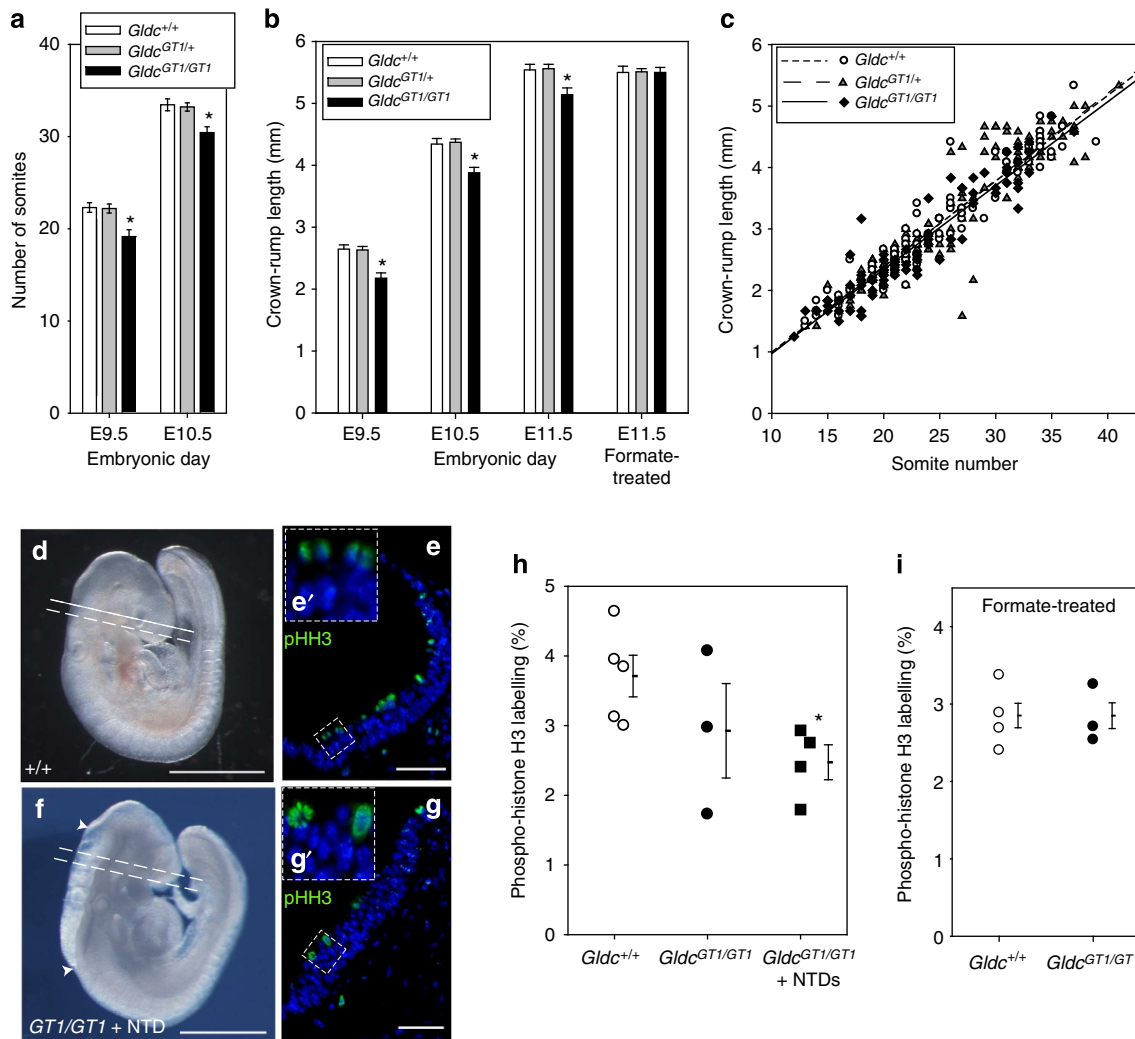 a
Gldc+/+
GldcGT1/+
GldcGT1/GT1
Number of somites
40
30
20
10
0
E9.5 E10.5
Embryonic day
b
Gldc+/+
GldcGT1/+
GldcGT1/GT1
Crown-rump length (mm)
6
5
4
3
2
1
0
* * * * *
E9.5 E10.5 E11.5 E11.5
Embryonic day
Formate-
treated
c
Gldc+/+
GldcGT1/+
GldcGT1/GT1
Crown-rump length (mm)
6
5
4
3
2
1
0
10 15 20 25 30 35 40
Somite number
d
+/+
e
e′
pHH3
f
GT1/GT1 + NTD
g
g′
pHH3
h
Phospho-histone H3 labelling (%)
5
4
3
2
1
0
*
Gldc+/+ GldcGT1/GT1 GldcGT1/GT1
+ NTDs
i
Formate-treated
Phospho-histone H3 labelling (%)
4
3
2
1
0
Gldc+/+ GldcGT1/GT